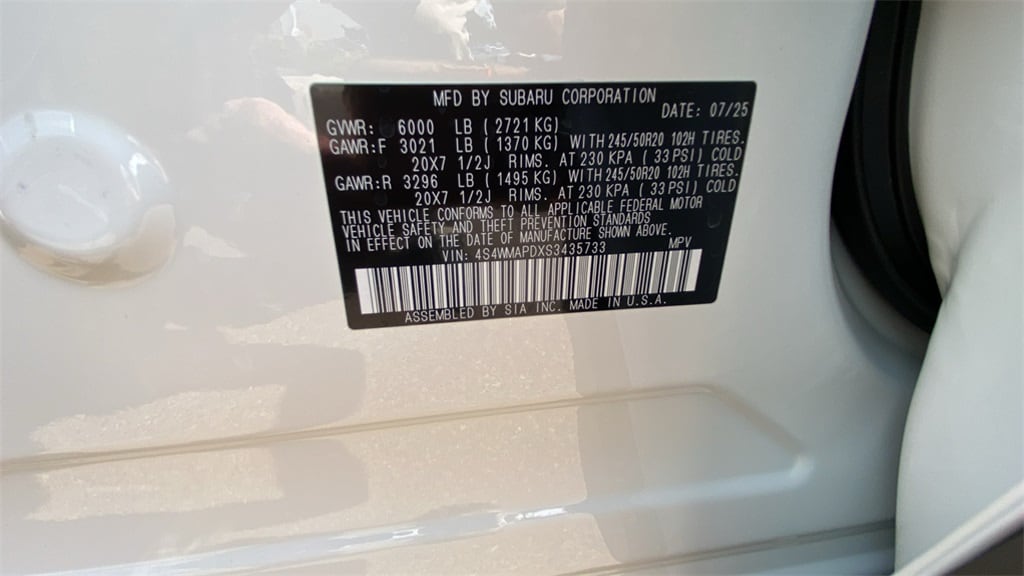 MFD BY SUBARU CORPORATION DATE: 07/25
GVWR: 6000 LB ( 2721 KG)
GAWR:F 3021 LB ( 1370 KG) WITH 245/50R20 102H TIRES.
20X7 1/2J RIMS. AT 230 KPA ( 33 PSI) COLD
GAWR:R 3296 LB ( 1495 KG) WITH 245/50R20 102H TIRES.
20X7 1/2J RIMS. AT 230 KPA ( 33 PSI) COLD
THIS VEHICLE CONFORMS TO ALL APPLICABLE FEDERAL MOTOR
VEHICLE SAFETY AND THEFT PREVENTION STANDARDS
IN EFFECT ON THE DATE OF MANUFACTURE SHOWN ABOVE.
VIN: 4S4WMAPDXS3435733 MPV
ASSEMBLED BY SIA INC. MADE IN U.S.A.